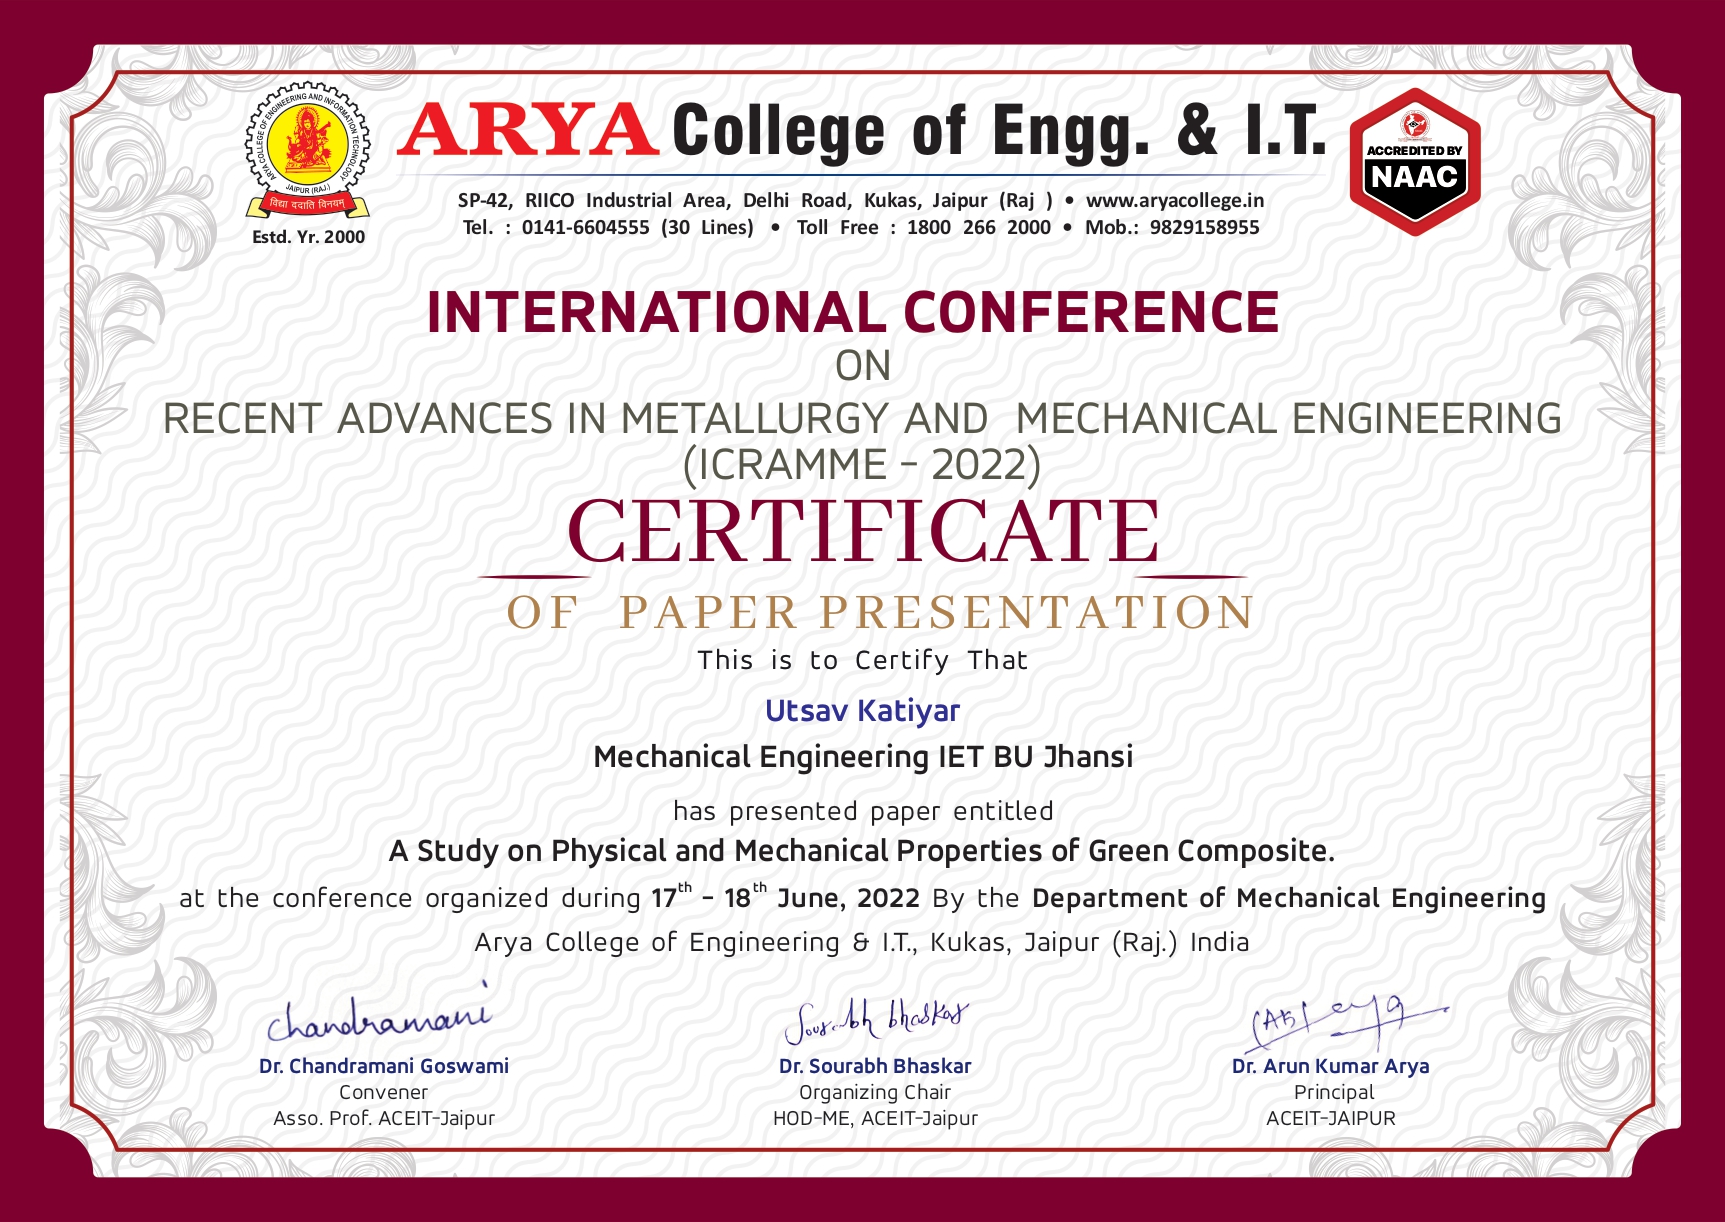 ARYA COLLEGE OF ENGINEERING AND INFORMATION TECHNOLOGY
JAIPUR (RAJ.)
विद्या ददाति विनयम्
Estd. Yr. 2000
ARYA College of Engg. & I.T.
SP-42, RIICO Industrial Area, Delhi Road, Kukas, Jaipur (Raj ) • www.aryacollege.in
Tel. : 0141-6604555 (30 Lines) • Toll Free : 1800 266 2000 • Mob.: 9829158955
ACCREDITED BY
NAAC
INTERNATIONAL CONFERENCE
ON
RECENT ADVANCES IN METALLURGY AND MECHANICAL ENGINEERING
(ICRAMME - 2022)
CERTIFICATE
OF PAPER PRESENTATION
This is to Certify That
Utsav Katiyar
Mechanical Engineering IET BU Jhansi
has presented paper entitled
A Study on Physical and Mechanical Properties of Green Composite.
at the conference organized during 17th - 18th June, 2022 By the Department of Mechanical Engineering
Arya College of Engineering & I.T., Kukas, Jaipur (Raj.) India
Chandramani
Sourabh bhaskar
Dr. Chandramani Goswami
Convener
Asso. Prof. ACEIT-Jaipur
Dr. Sourabh Bhaskar
Organizing Chair
HOD-ME, ACEIT-Jaipur
Dr. Arun Kumar Arya
Principal
ACEIT-JAIPUR